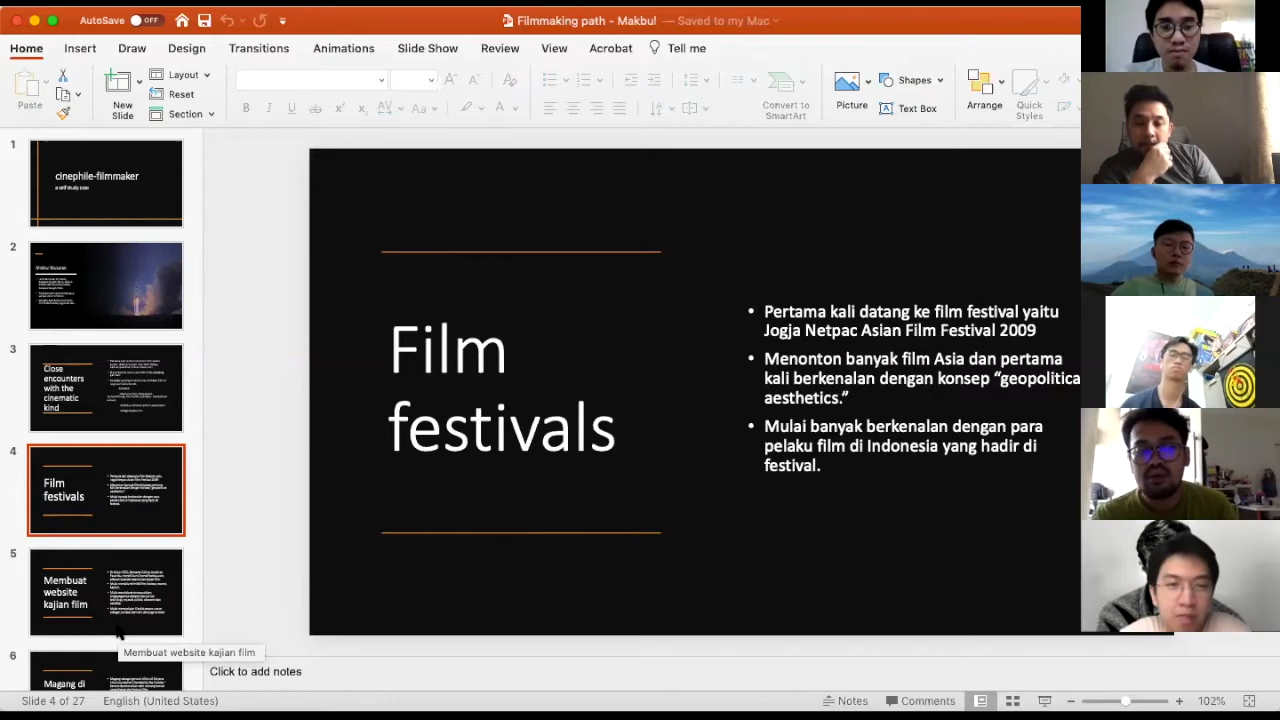 AutoSave OFF
Filmmaking path - Makbul — Saved to my Mac
Home Insert Draw Design Transitions Animations Slide Show Review View Acrobat Tell me
Paste
New
Slide
Layout
Reset
Section
Convert to
SmartArt
Picture
Shapes
Text Box
Arrange
Quick
Styles
1
cinephile-filmmaker
a self study case
2
Makbul Mubarak
3
Close
encounters
with the
cinematic
kind
4
Film
festivals
5
Membuat
website
kajian film
Membuat website kajian film
6
Magang di
Film
festivals
• Pertama kali datang ke film festival yaitu
Jogja Netpac Asian Film Festival 2009
• Menonton banyak film Asia dan pertama
kali berkenalan dengan konsep “geopolitica
aesthetics.”
• Mulai banyak berkenalan dengan para
pelaku film di Indonesia yang hadir di
festival.
Click to add notes
Slide 4 of 27 English (United States)
Notes Comments 102%